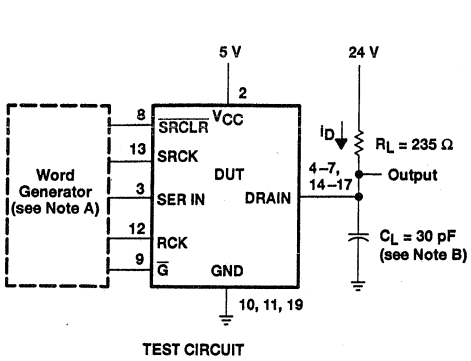 5 V
24 V
2
8
SRCLR
VCC
iD
RL = 235 Ω
13
SRCK
DUT
4–7,
14–17
Output
Word
Generator
(see Note A)
3
SER IN
DRAIN
12
RCK
CL = 30 pF
(see Note B)
9
G
GND
10, 11, 19
TEST CIRCUIT